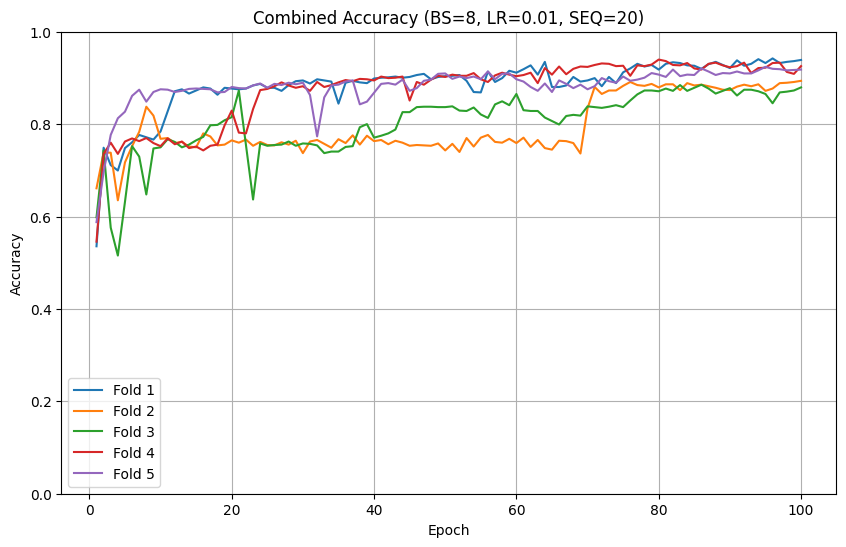 Combined Accuracy (BS=8, LR=0.01, SEQ=20)
1.0
0.8
0.6
0.4
0.2
0.0
Accuracy
Fold 1
Fold 2
Fold 3
Fold 4
Fold 5
0 20 40 60 80 100
Epoch